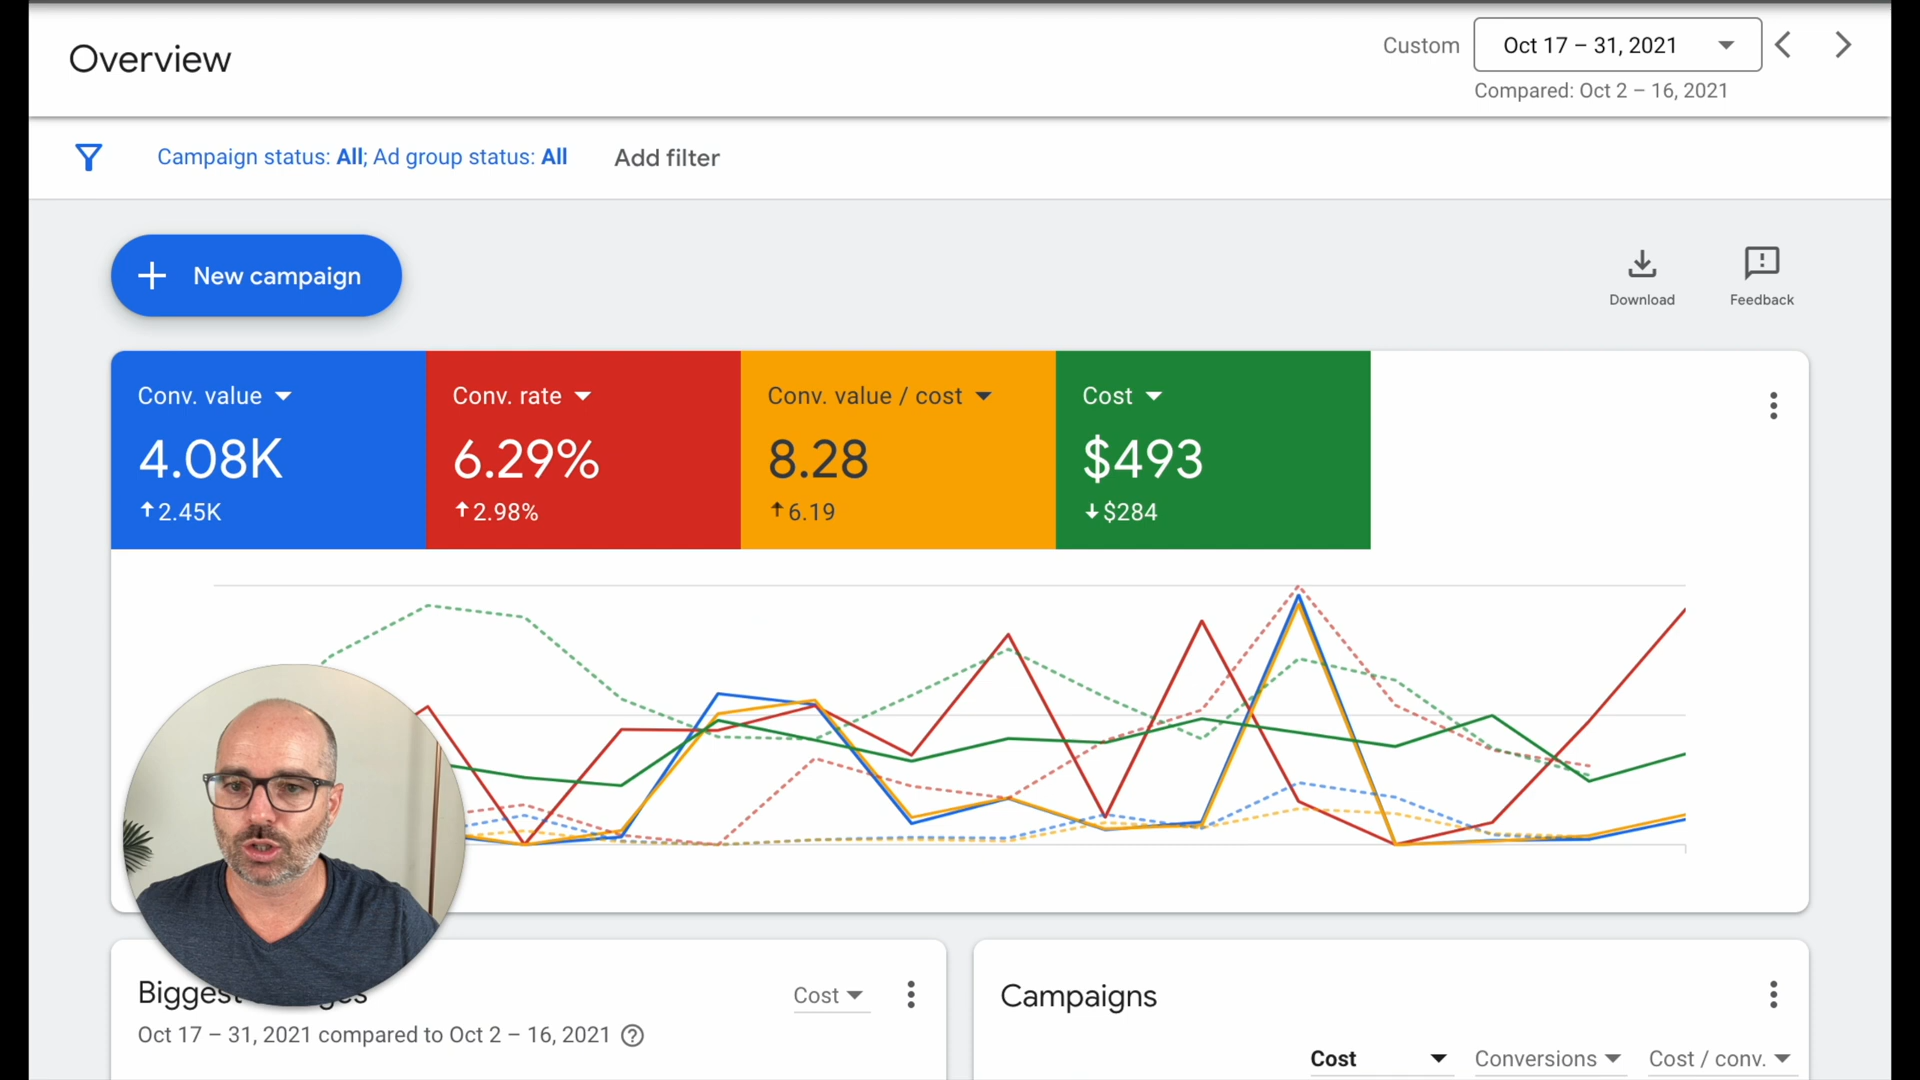 Overview
Custom
Oct 17 – 31, 2021
Compared: Oct 2 – 16, 2021
Campaign status: All; Ad group status: All
Add filter
New campaign
Download
Feedback
Conv. value
4.08K
2.45K
Conv. rate
6.29%
2.98%
Conv. value / cost
8.28
6.19
Cost
$493
$284
Biggest
Cost
Oct 17 – 31, 2021 compared to Oct 2 – 16, 2021
Campaigns
Cost
Conversions
Cost / conv.